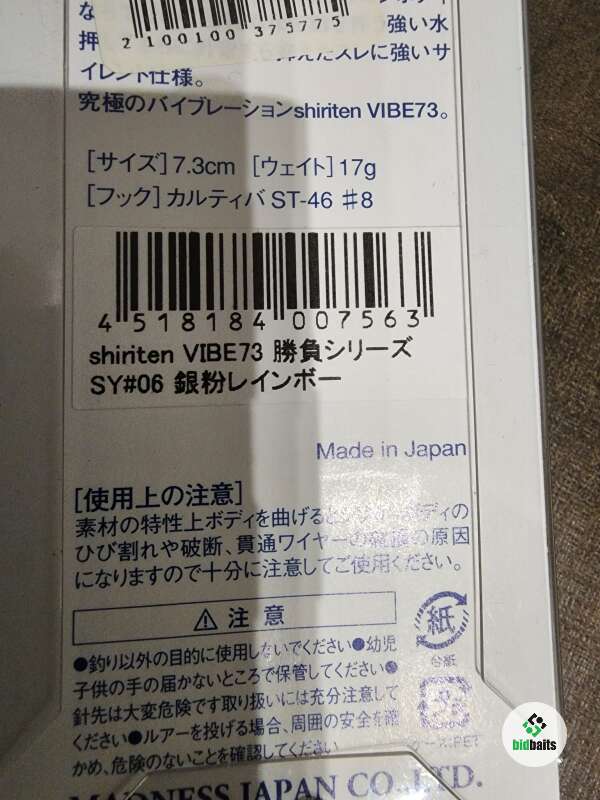 強い水
2 100100 375775
押 スレに強いサ
イレント仕様。
究極のバイブレーションshiriten VIBE73。
[サイズ]7.3cm [ウェイト]17g
[フック]カルティバ ST-46 #8
4 518184 007563
shiriten VIBE73 勝負シリーズ
SY#06 銀粉レインボー
Made in Japan
[使用上の注意]
素材の特性上ボディを曲げると ボディの
ひび割れや破断、貫通ワイヤーの の原因
になりますので十分に注意してご使用ください。
⚠ 注意
●釣り以外の目的に使用しないでください●幼児
子供の手の届かないところで保管してください●
針先は大変危険です取り扱いには充分注意して
ください●ルアーを投げる場合、周囲の安全を確
かめ、危険のないことを確認してください。
紙
台紙
ケース:PET
MADNESS JAPAN CO., LTD.
bidbaits